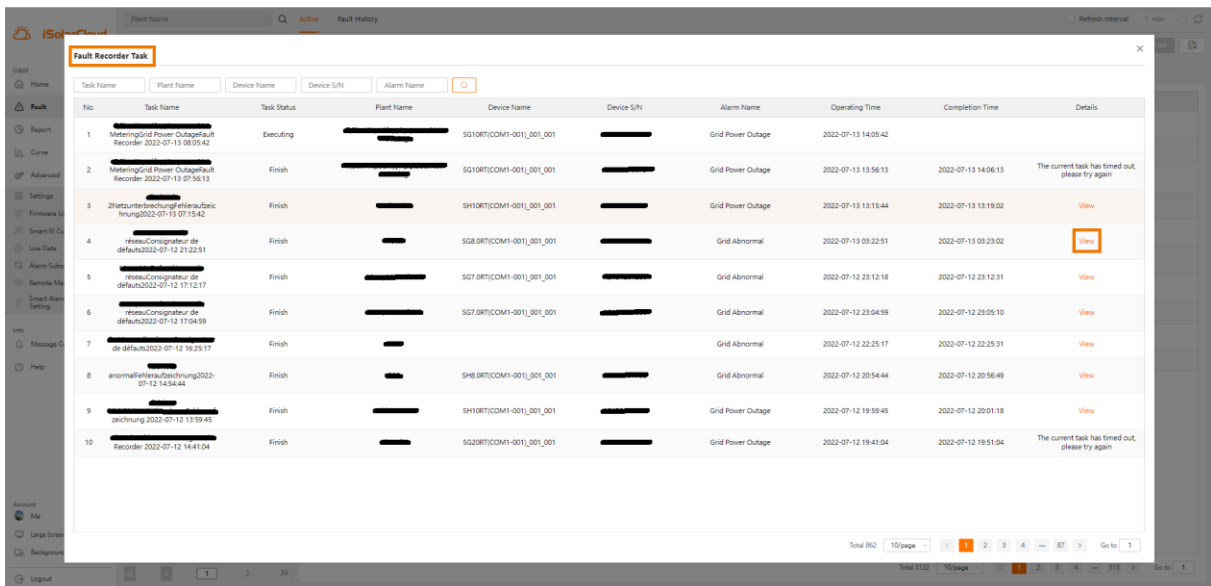 Plant Name
Active
Fault History
Refresh Interval
5 min
Fault Recorder Task
O&M
Home
Fault
Report
Curve
Advanced
Settings
Live Data
Info
Help
Account
Me
Logout
Task Name
Plant Name
Device Name
Device S/N
Alarm Name
No. Task Name Task Status Plant Name Device Name Device S/N Alarm Name Operating Time Completion Time Details
1 MeteringGrid Power OutageFault Executing SG10RT(COM1-001)_001_001 Grid Power Outage 2022-07-13 14:05:42
Recorder 2022-07-13 08:05:42
2 MeteringGrid Power OutageFault Finish SG10RT(COM1-001)_001_001 Grid Power Outage 2022-07-13 13:56:13 2022-07-13 14:06:13 The current task has timed out,
Recorder 2022-07-13 07:56:13 please try again
3 2NetzunterbrechungFehleraufzeic Finish SH10RT(COM1-001)_001_001 Grid Power Outage 2022-07-13 13:15:44 2022-07-13 13:19:02 View
hnung2022-07-13 07:15:42
4 réseauConsignateur de Finish SG8.0RT(COM1-001)_001_001 Grid Abnormal 2022-07-13 03:22:51 2022-07-13 03:23:02 View
défauts2022-07-12 21:22:51
5 réseauConsignateur de Finish SG7.0RT(COM1-001)_001_001 Grid Abnormal 2022-07-12 23:12:18 2022-07-12 23:12:31 View
défauts2022-07-12 17:12:17
6 réseauConsignateur de Finish SG7.0RT(COM1-001)_001_001 Grid Abnormal 2022-07-12 23:04:59 2022-07-12 23:05:10 View
défauts2022-07-12 17:04:59
7 de défauts2022-07-12 16:25:17 Finish Grid Abnormal 2022-07-12 22:25:17 2022-07-12 22:25:31 View
8 anormalFehleraufzeichnung2022- Finish SH8.0RT(COM1-001)_001_001 Grid Abnormal 2022-07-12 20:54:44 2022-07-12 20:56:49 View
07-12 14:54:44
9 zeichnung 2022-07-12 13:59:45 Finish SH10RT(COM1-001)_001_001 Grid Power Outage 2022-07-12 19:59:45 2022-07-12 20:01:18 View
10 Recorder 2022-07-12 14:41:04 Finish SG20RT(COM1-001)_001_001 Grid Power Outage 2022-07-12 19:41:04 2022-07-12 19:51:04 The current task has timed out,
please try again
Total 862 10/page 1 2 3 4 ... 87 Go to 1
1
Total 3122 10/page 1 2 3 4 ... 313 Go to 1